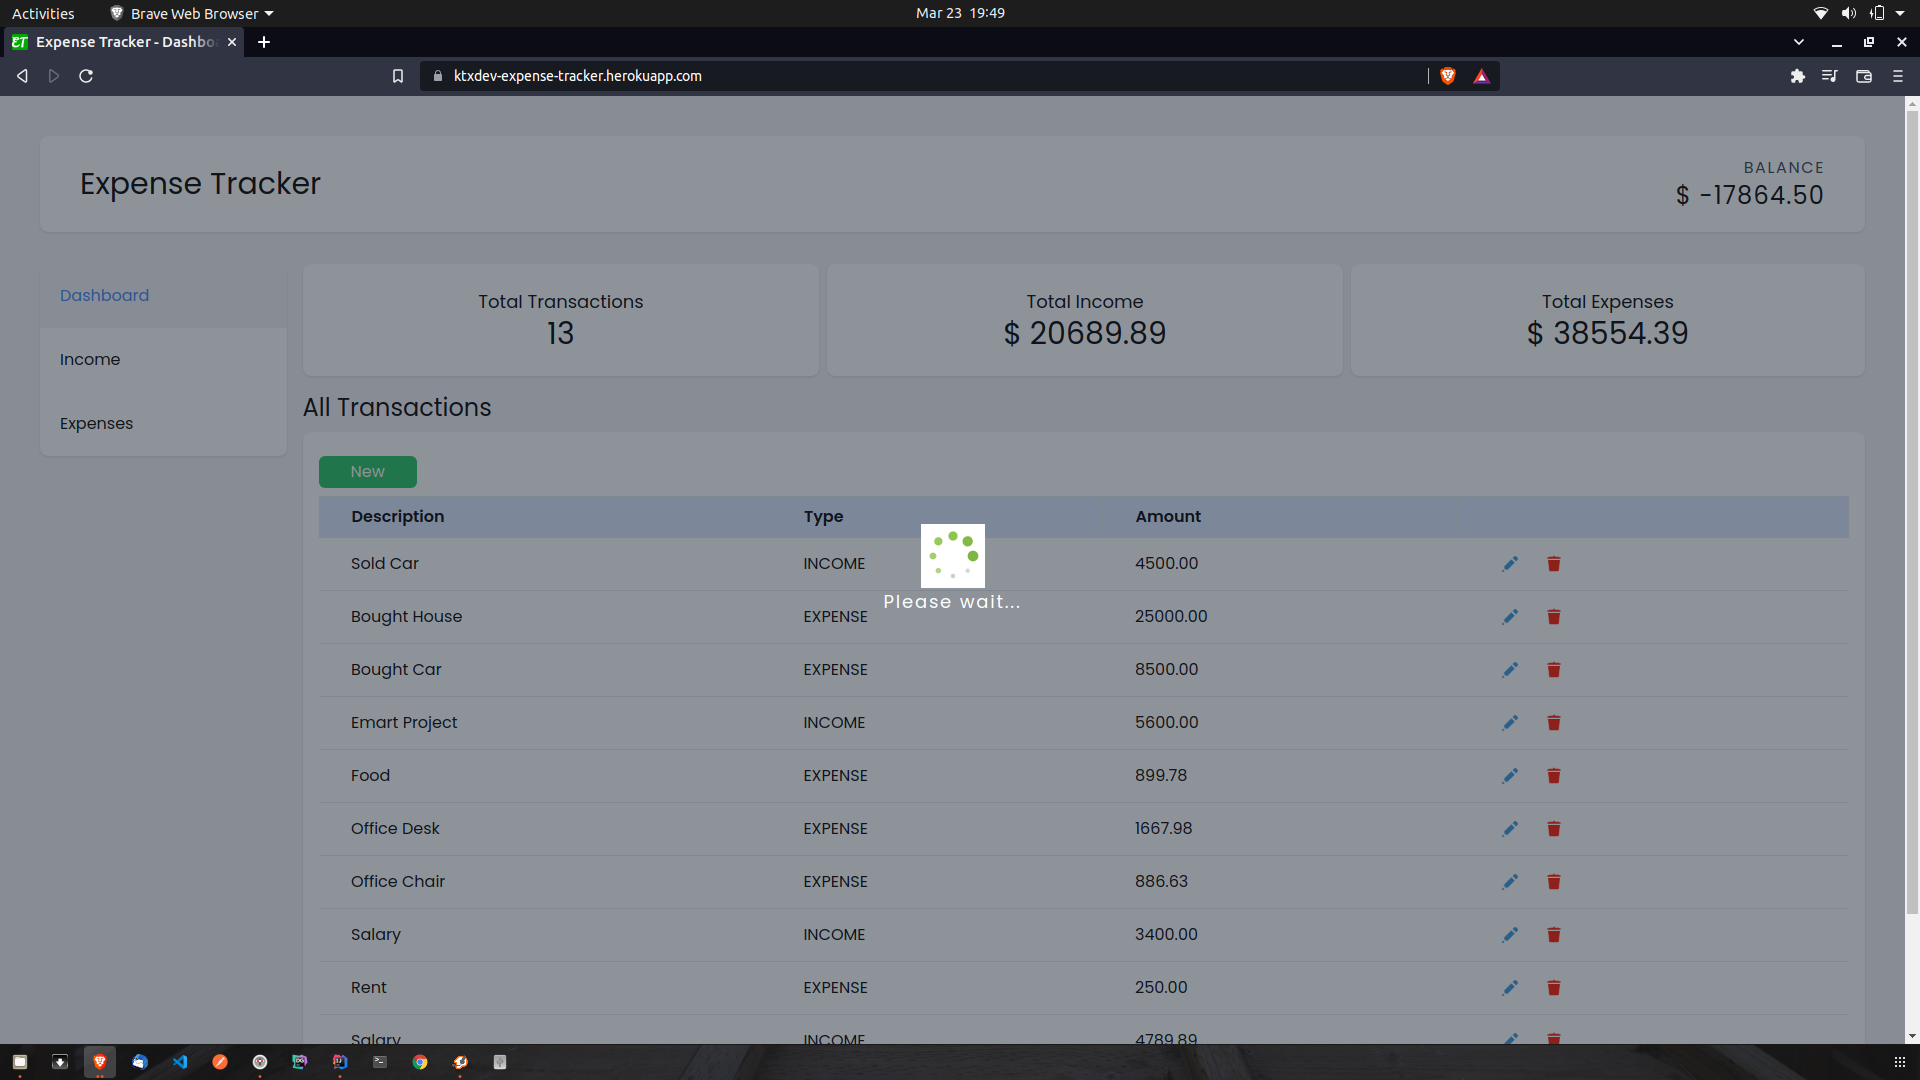 Activities
Brave Web Browser
Mar 23 19:49
Expense Tracker - Dashbo
ktxdev-expense-tracker.herokuapp.com
Expense Tracker
BALANCE
$ -17864.50
Dashboard
Income
Expenses
Total Transactions
13
Total Income
$ 20689.89
Total Expenses
$ 38554.39
All Transactions
New
Description Type Amount
Sold Car INCOME 4500.00
Bought House EXPENSE 25000.00
Please wait...
Bought Car EXPENSE 8500.00
Emart Project INCOME 5600.00
Food EXPENSE 899.78
Office Desk EXPENSE 1667.98
Office Chair EXPENSE 886.63
Salary INCOME 3400.00
Rent EXPENSE 250.00
Salary INCOME 4789.89